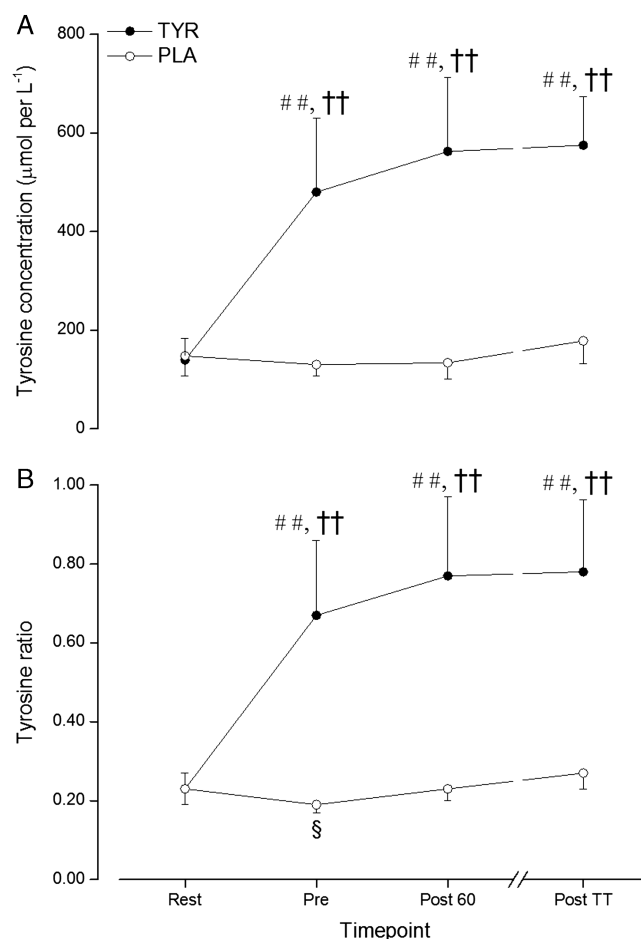 A
TYR
PLA
Tyrosine concentration (μmol per L⁻¹)
800
600
400
200
0
# #, ††
# #, ††
# #, ††
B
Tyrosine ratio
1.00
0.80
0.60
0.40
0.20
0.00
# #, ††
# #, ††
# #, ††
§
Rest Pre Post 60 Post TT
Timepoint